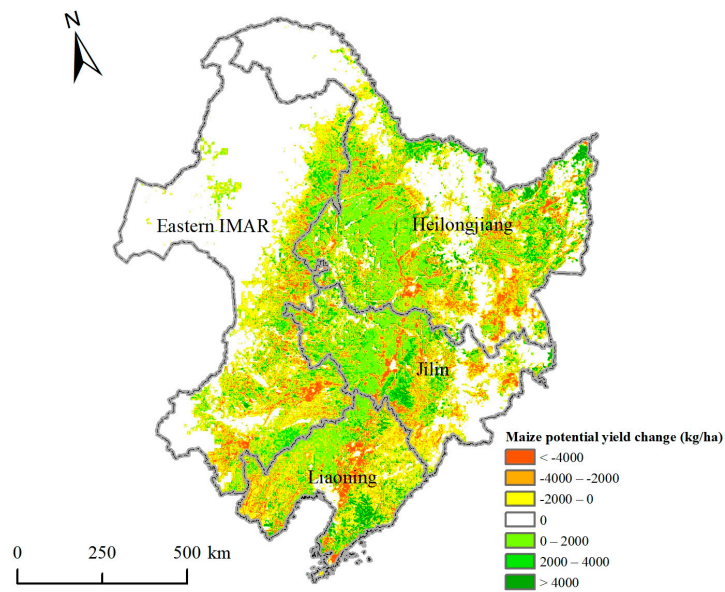 N
Eastern IMAR
Heilongjiang
Jilin
Liaoning
Maize potential yield change (kg/ha)
< -4000
-4000 – -2000
-2000 – 0
0
0 – 2000
2000 – 4000
> 4000
0 250 500 km